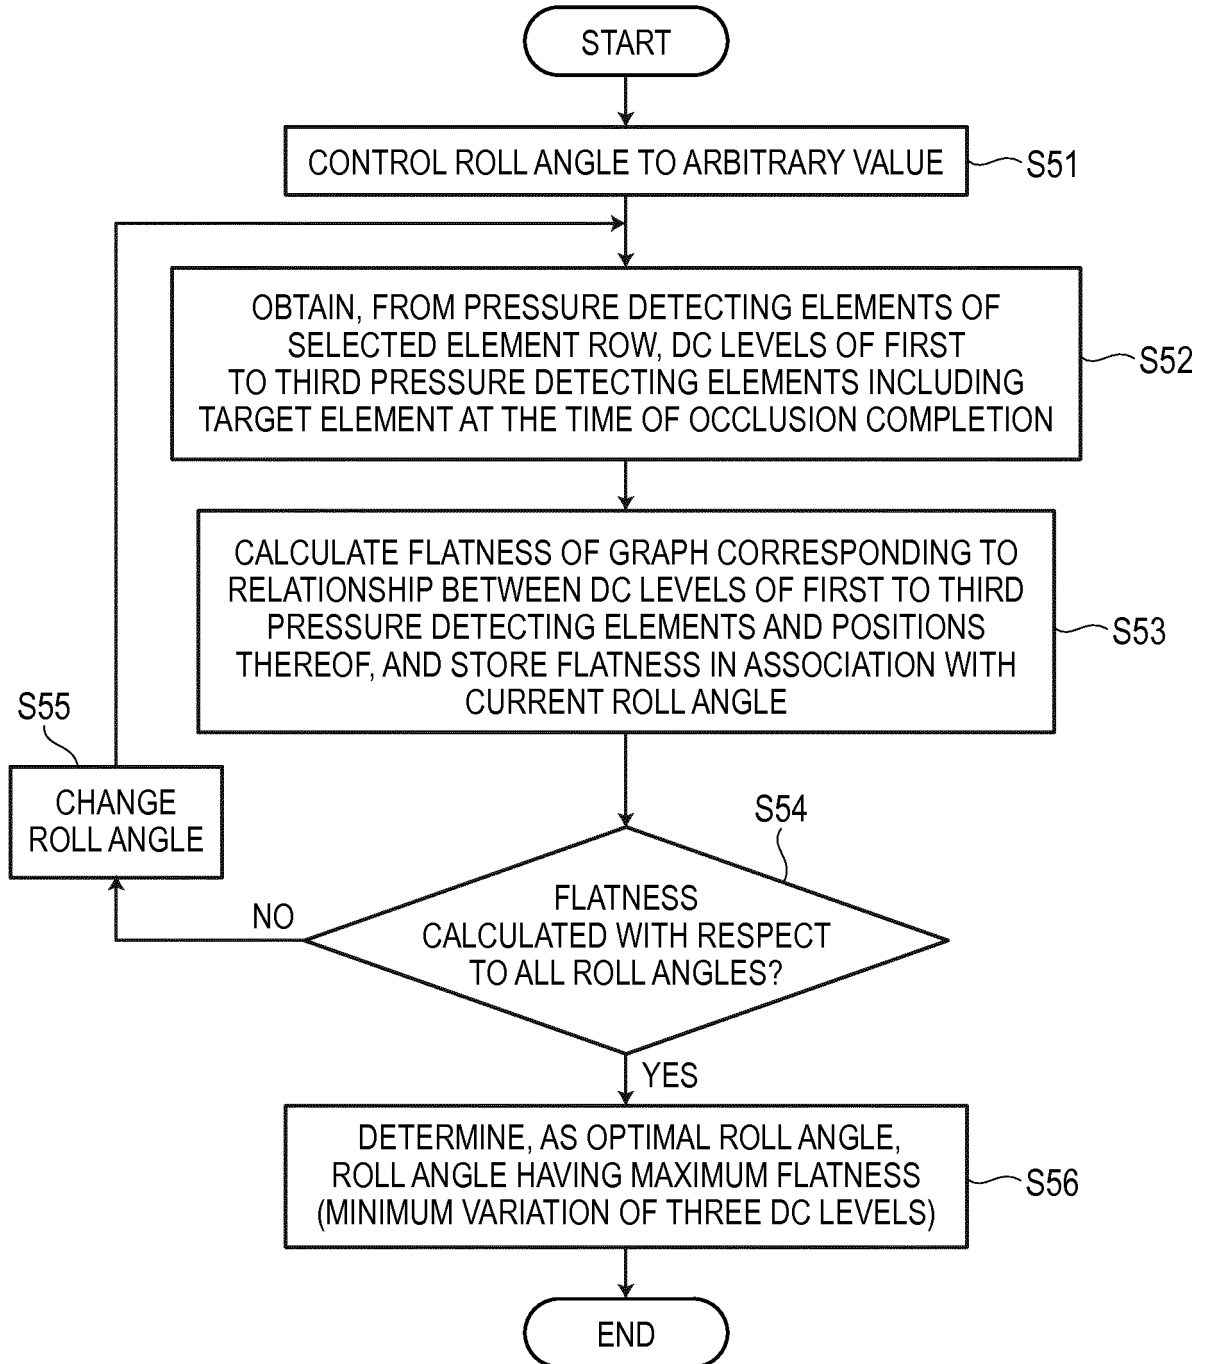 START
CONTROL ROLL ANGLE TO ARBITRARY VALUE
S51
OBTAIN, FROM PRESSURE DETECTING ELEMENTS OF
SELECTED ELEMENT ROW, DC LEVELS OF FIRST
TO THIRD PRESSURE DETECTING ELEMENTS INCLUDING
TARGET ELEMENT AT THE TIME OF OCCLUSION COMPLETION
S52
CALCULATE FLATNESS OF GRAPH CORRESPONDING TO
RELATIONSHIP BETWEEN DC LEVELS OF FIRST TO THIRD
PRESSURE DETECTING ELEMENTS AND POSITIONS
THEREOF, AND STORE FLATNESS IN ASSOCIATION WITH
CURRENT ROLL ANGLE
S53
S55
CHANGE
ROLL ANGLE
S54
FLATNESS
CALCULATED WITH RESPECT
TO ALL ROLL ANGLES?
NO
YES
DETERMINE, AS OPTIMAL ROLL ANGLE,
ROLL ANGLE HAVING MAXIMUM FLATNESS
(MINIMUM VARIATION OF THREE DC LEVELS)
S56
END